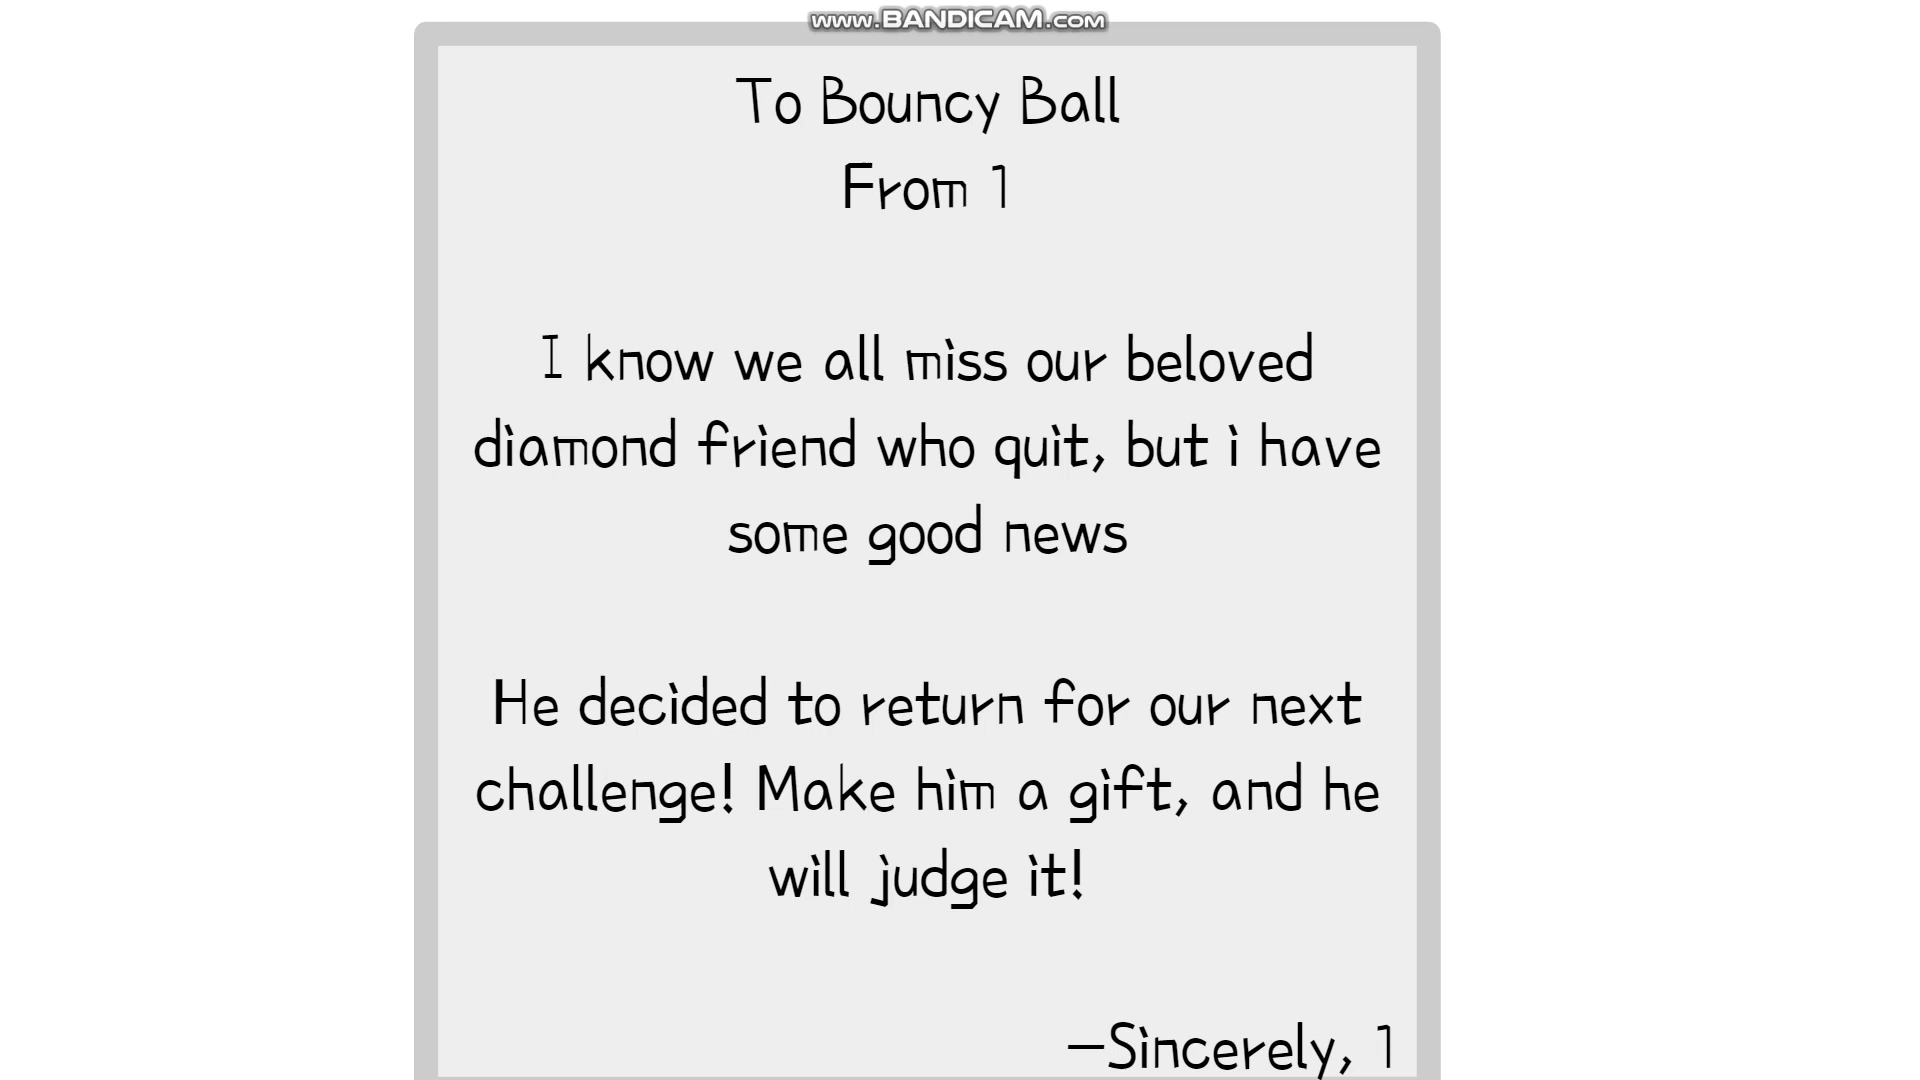 www.BANDICAM.com
To Bouncy Ball
From 1
I know we all miss our beloved
diamond friend who quit, but i have
some good news
He decided to return for our next
challenge! Make him a gift, and he
will judge it!
—Sincerely, 1